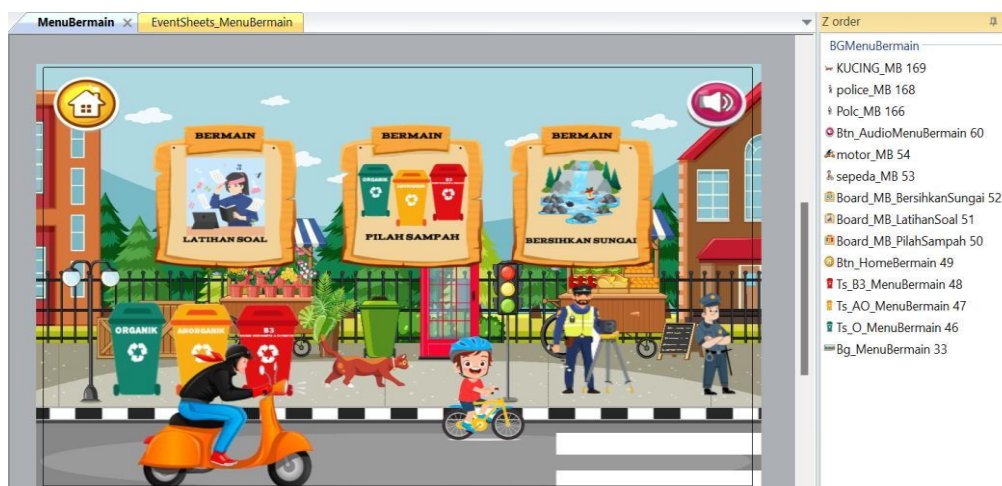 MenuBermain
EventSheets_MenuBermain
Z order
BGMenuBermain
KUCING_MB 169
police_MB 168
Polc_MB 166
Btn_AudioMenuBermain 60
motor_MB 54
sepeda_MB 53
Board_MB_BersihkanSungai 52
Board_MB_LatihanSoal 51
Board_MB_PilahSampah 50
Btn_HomeBermain 49
Ts_B3_MenuBermain 48
Ts_AO_MenuBermain 47
Ts_O_MenuBermain 46
Bg_MenuBermain 33
BERMAIN
LATIHAN SOAL
BERMAIN
ORGANIK
B3
PILAH SAMPAH
BERMAIN
BERSIHKAN SUNGAI
ORGANIK
ANORGANIK
B3